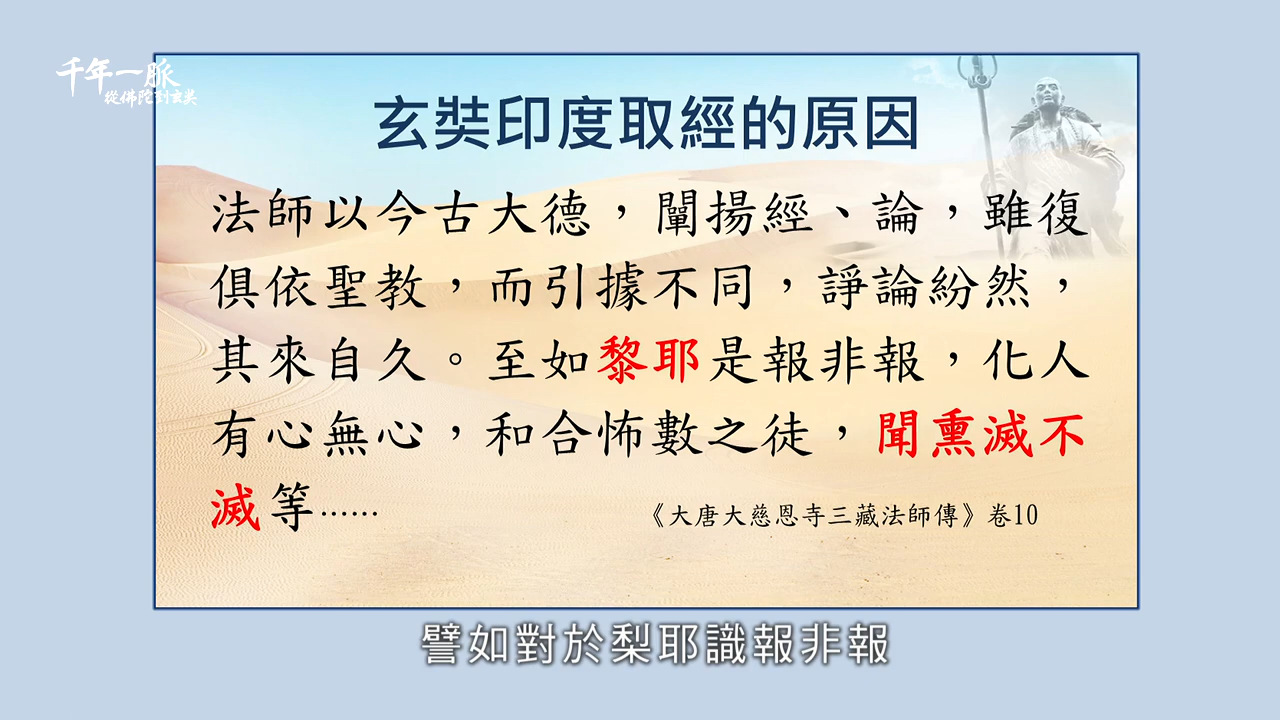 千年一脈
從佛陀到玄奘
玄奘印度取經的原因
法師以今古大德，闡揚經、論，雖復
俱依聖教，而引據不同，諍論紛然，
其來自久。至如黎耶是報非報，化人
有心無心，和合怖數之徒，聞熏滅不
滅等……
《大唐大慈恩寺三藏法師傳》卷10
譬如對於梨耶識報非報